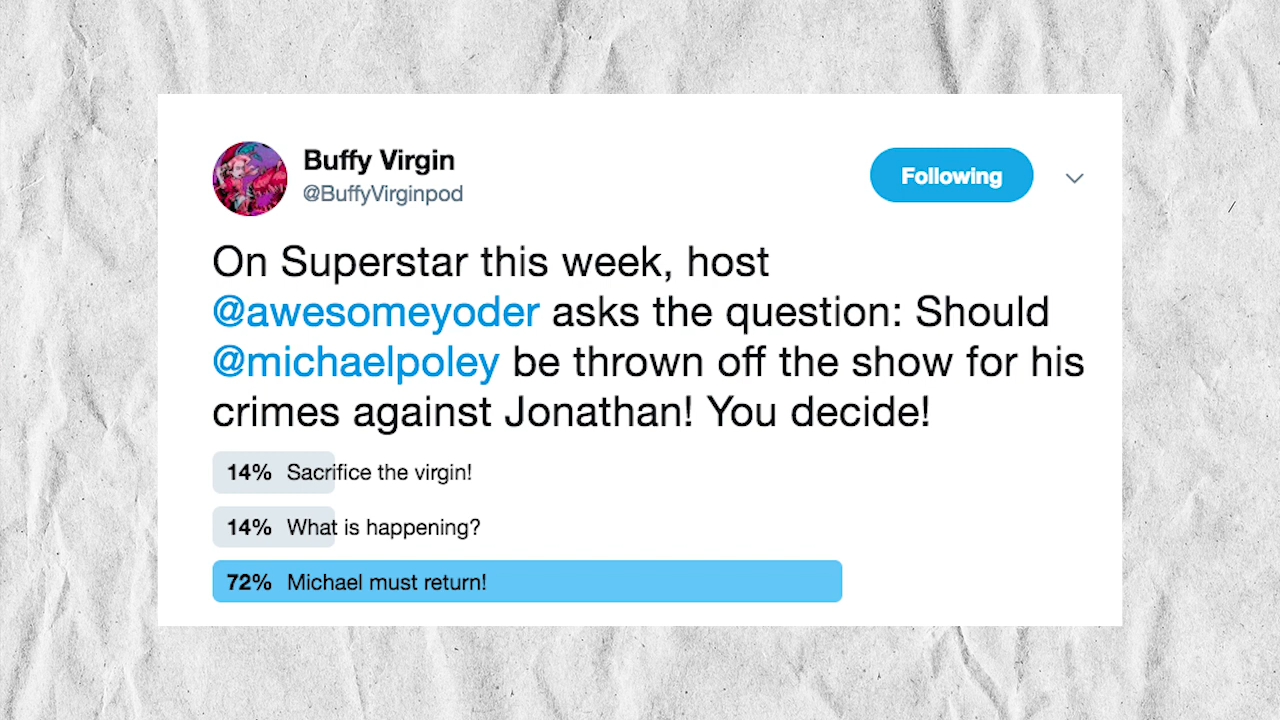 Buffy Virgin
@BuffyVirginpod
Following
On Superstar this week, host
@awesomeyoder asks the question: Should
@michaelpoley be thrown off the show for his
crimes against Jonathan! You decide!
14% Sacrifice the virgin!
14% What is happening?
72% Michael must return!